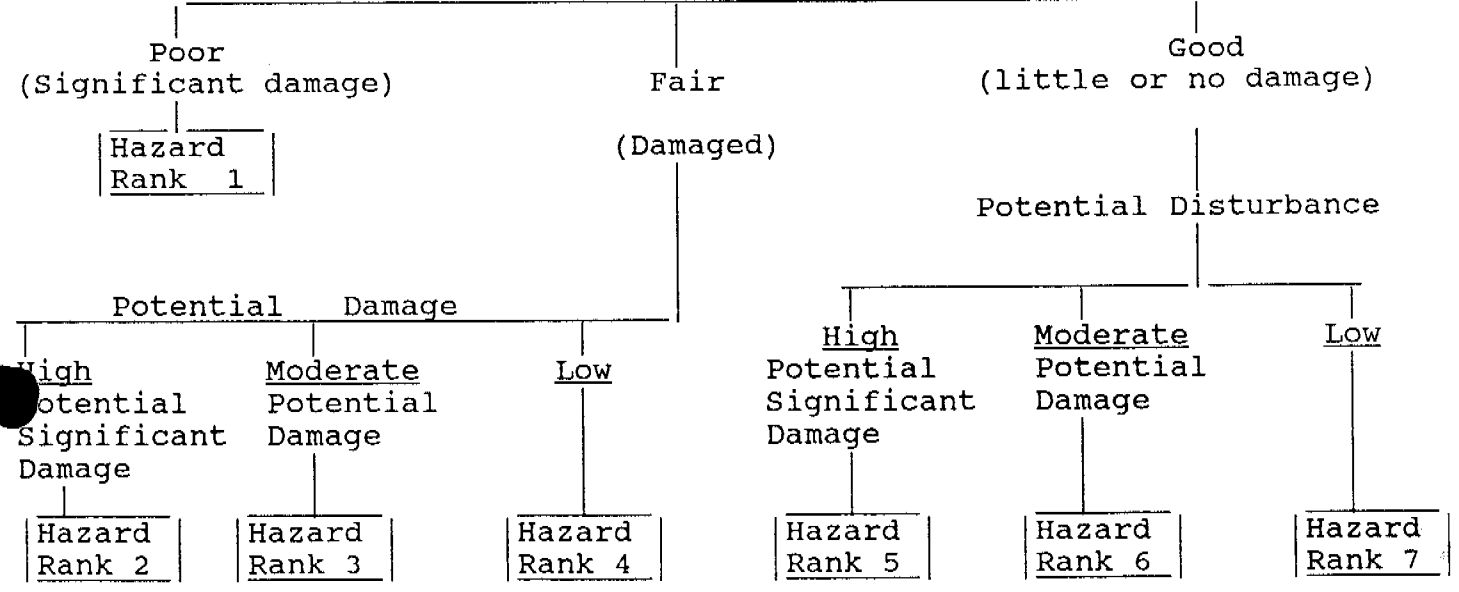 Poor
(Significant damage)
Hazard
Rank 1
Fair
(Damaged)
Good
(little or no damage)
Potential Disturbance
Potential Damage
High
Potential
Significant
Damage
Hazard
Rank 2
Moderate
Potential
Damage
Hazard
Rank 3
Low
Hazard
Rank 4
High
Potential
Significant
Damage
Hazard
Rank 5
Moderate
Potential
Damage
Hazard
Rank 6
Low
Hazard
Rank 7